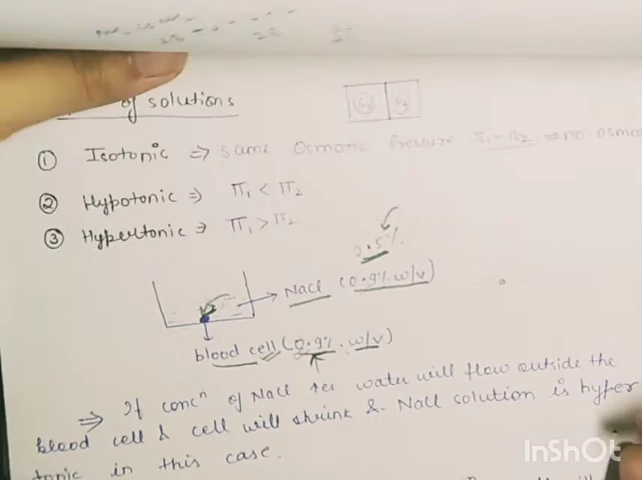 of solutions
① Isotonic ⇒ same Osmotic Pressure π₁=π₂ ⇒ no osmo
② Hypotonic ⇒ π₁ < π₂
③ Hypertonic ⇒ π₁ > π₂
0.5%
→ NaCl (0.9% w/v)
blood cell (0.9% w/v)
⇒ If concⁿ of NaCl ↑es water will flow outside the
blood cell & cell will shrink & NaCl solution is hyper
tonic in this case.
InShOt